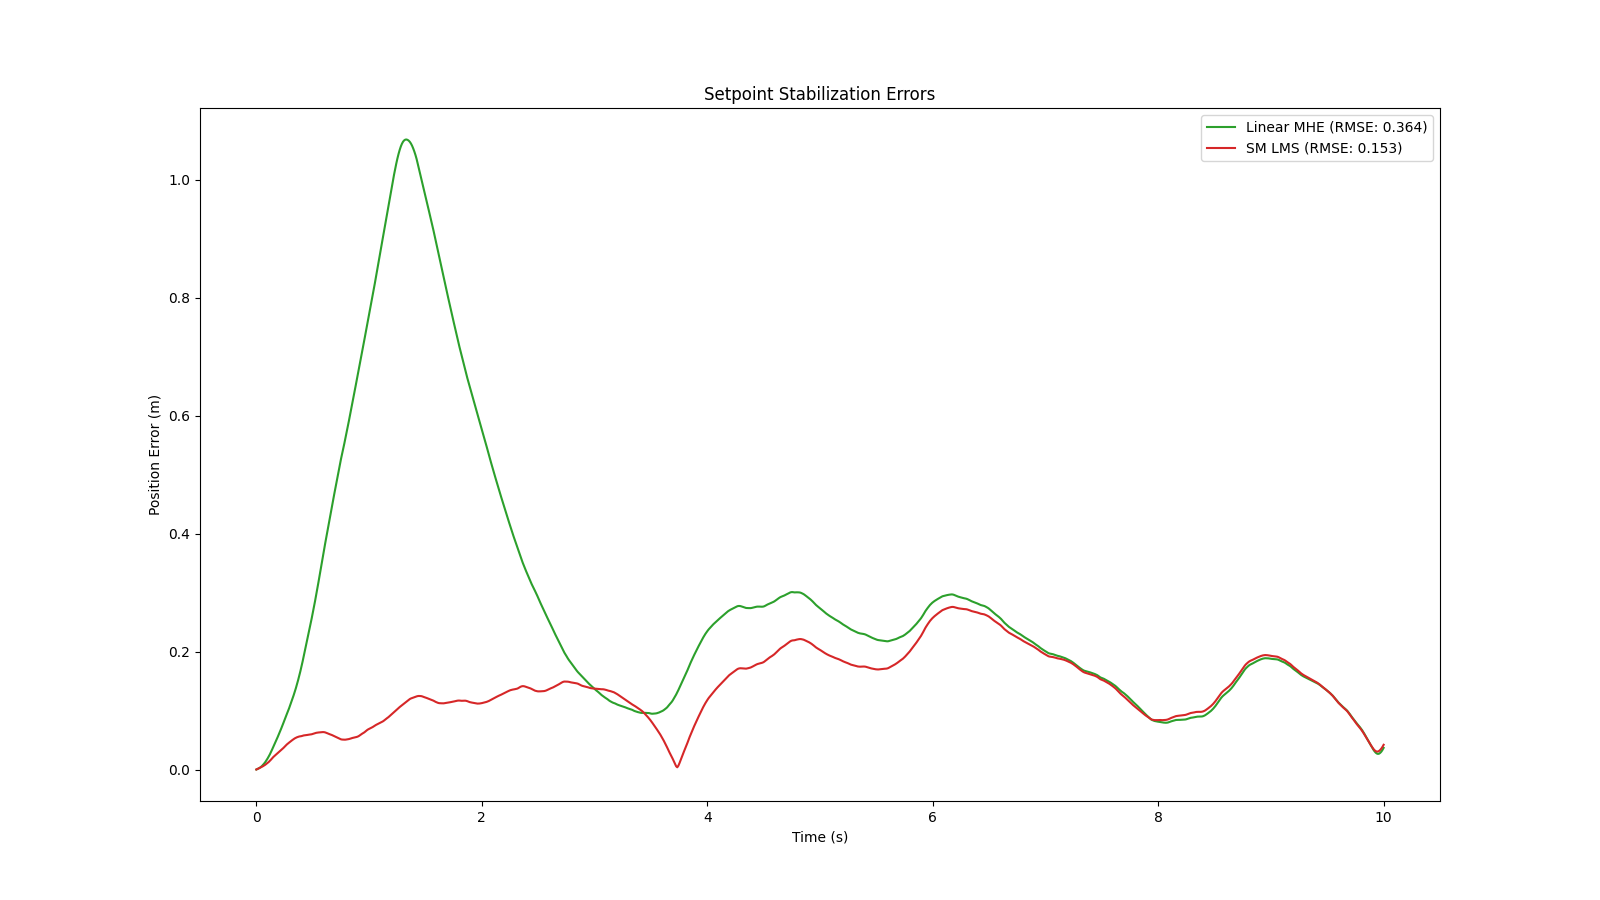 Setpoint Stabilization Errors
Linear MHE (RMSE: 0.364)
SM LMS (RMSE: 0.153)
1.0
0.8
0.6
0.4
0.2
0.0
Position Error (m)
0 2 4 6 8 10
Time (s)